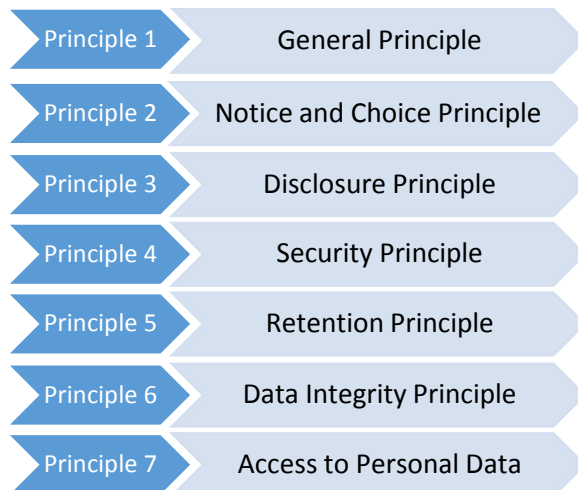 Principle 1 General Principle
Principle 2 Notice and Choice Principle
Principle 3 Disclosure Principle
Principle 4 Security Principle
Principle 5 Retention Principle
Principle 6 Data Integrity Principle
Principle 7 Access to Personal Data